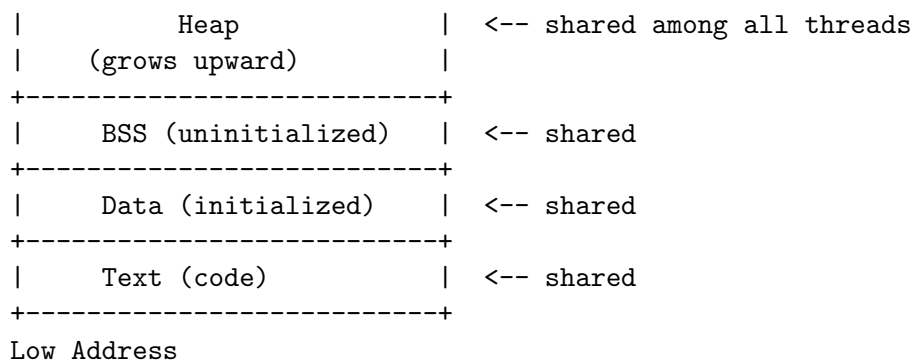 |          Heap            |  <-- shared among all threads
|    (grows upward)        |
+---------------------------+
|     BSS (uninitialized)   |  <-- shared
+---------------------------+
|     Data (initialized)    |  <-- shared
+---------------------------+
|     Text (code)           |  <-- shared
+---------------------------+
Low Address